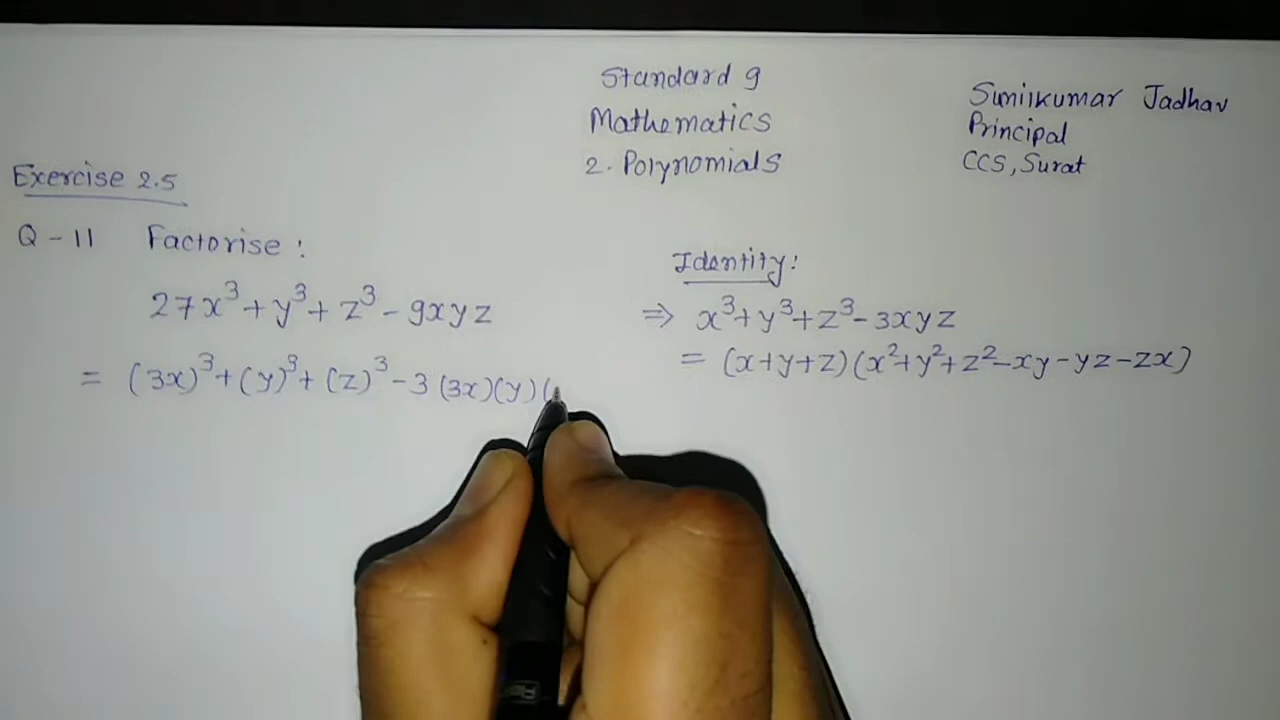 Standard 9
Mathematics
2. Polynomials
Sunilkumar Jadhav
Principal
CCS, Surat
Exercise 2.5
Q - 11 Factorise :
27x³ + y³ + z³ - 9xyz
= (3x)³ + (y)³ + (z)³ - 3 (3x)(y)(
Identity :
⇒ x³ + y³ + z³ - 3xyz
= (x+y+z)(x²+y²+z²-xy-yz-zx)